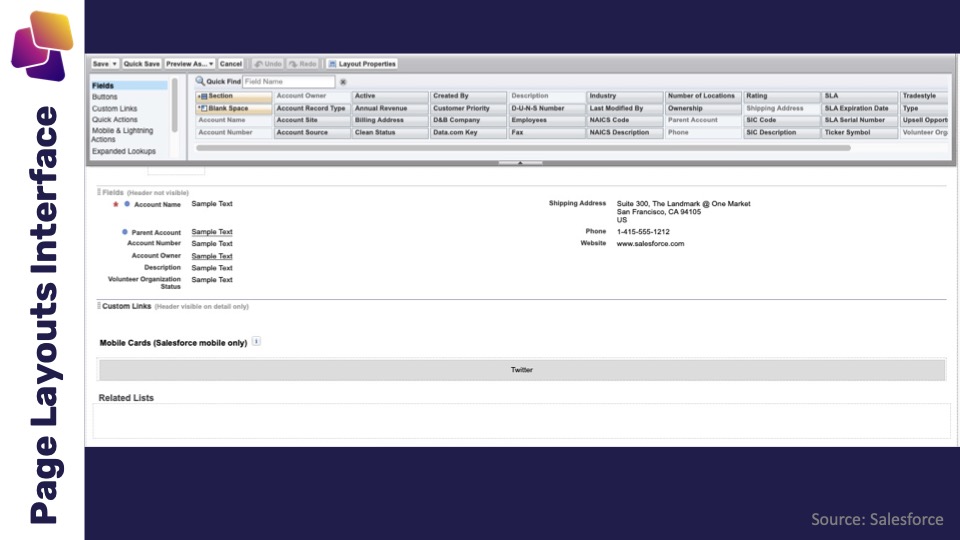 Page Layouts Interface
Save Quick Save Preview As... Cancel Undo Redo Layout Properties
Fields
Buttons
Custom Links
Quick Actions
Mobile & Lightning
Actions
Expanded Lookups
Quick Find Field Name
Section Account Owner Active Created By Description Industry Number of Locations Rating SLA Tradestyle
*Blank Space Account Record Type Annual Revenue Customer Priority D-U-N-S Number Last Modified By Ownership Shipping Address SLA Expiration Date Type
Account Name Account Site Billing Address D&B Company Employees NAICS Code Parent Account SIC Code SLA Serial Number Upsell Opport
Account Number Account Source Clean Status Data.com Key Fax NAICS Description Phone SIC Description Ticker Symbol Volunteer Org
Fields (Header not visible)
* Account Name Sample Text
Parent Account Sample Text
Account Number Sample Text
Account Owner Sample Text
Description Sample Text
Volunteer Organization Sample Text
Status
Shipping Address Suite 300, The Landmark @ One Market
San Francisco, CA 94105
US
Phone 1-415-555-1212
Website www.salesforce.com
Custom Links (Header visible on detail only)
Mobile Cards (Salesforce mobile only) i
Twitter
Related Lists
Source: Salesforce